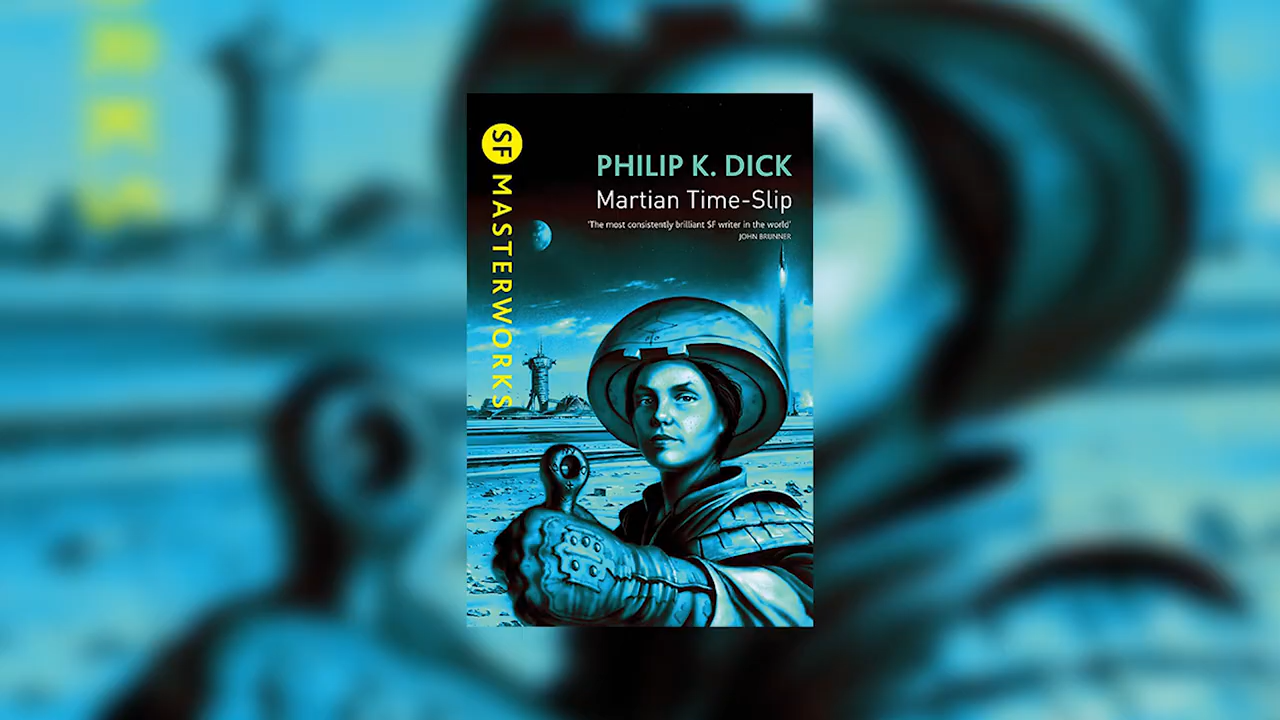 SF MASTERWORKS
PHILIP K. DICK
Martian Time-Slip
'The most consistently brilliant SF writer in the world'
JOHN BRUNNER